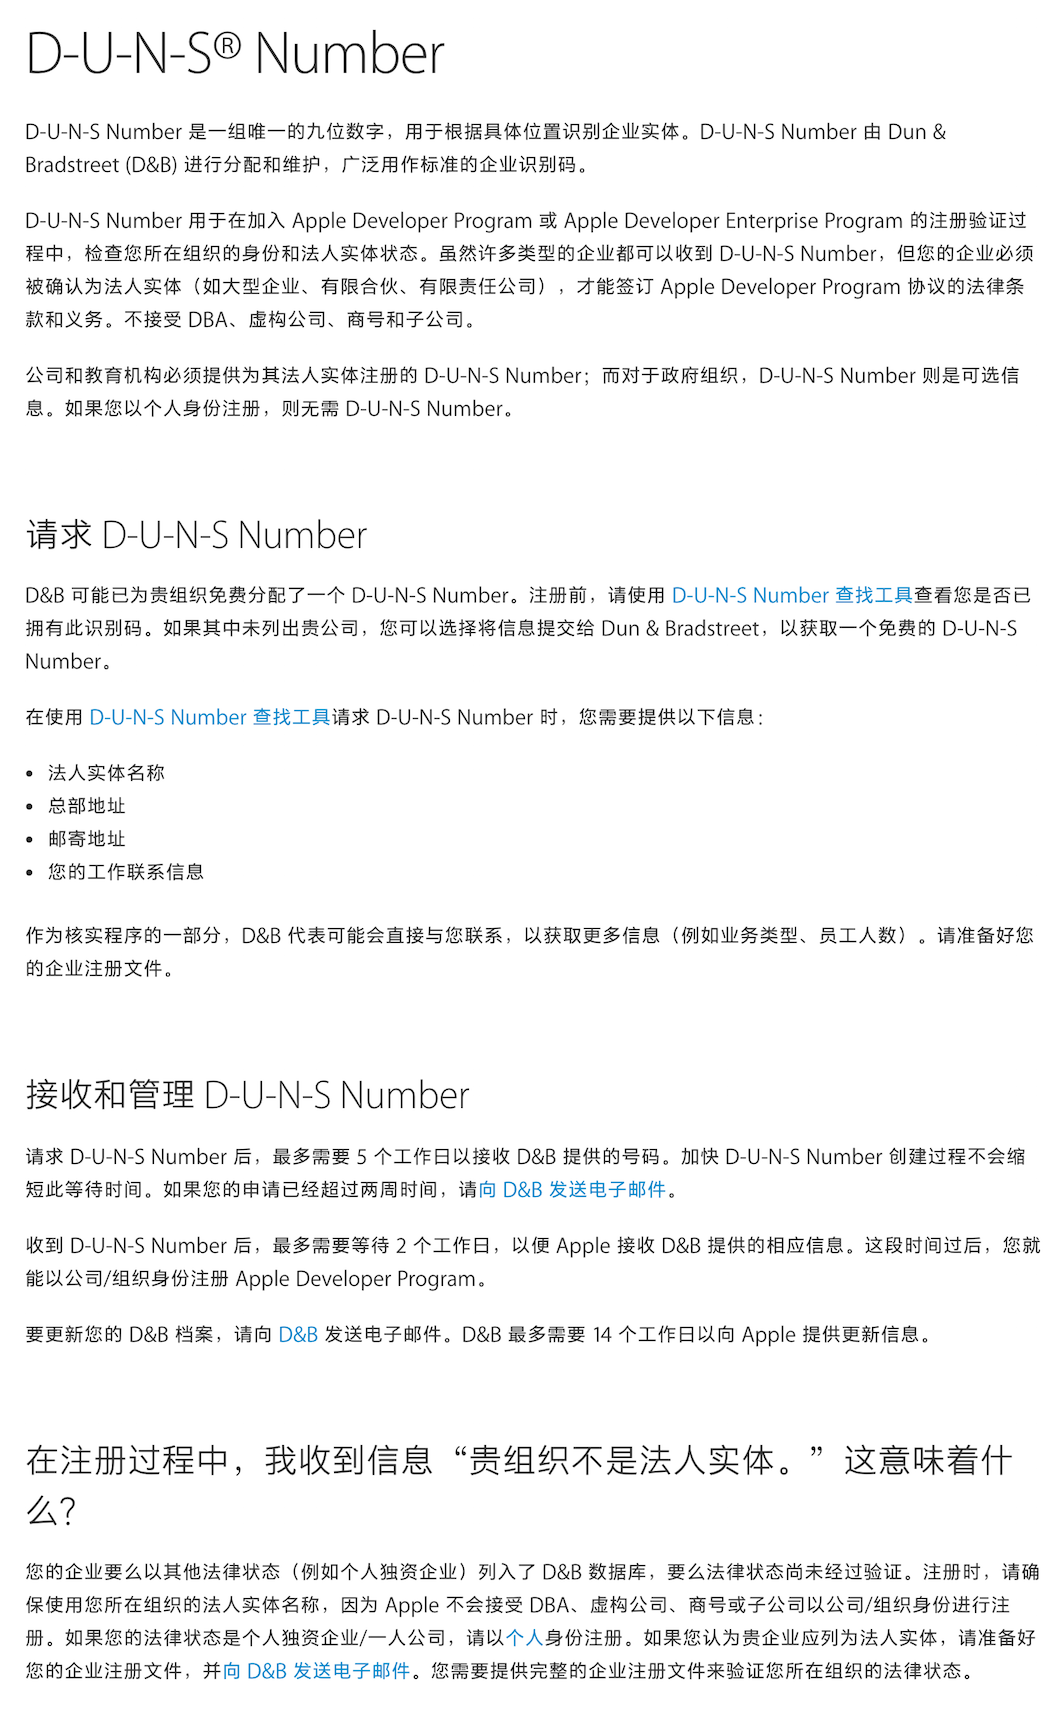 D-U-N-S® Number
D-U-N-S Number 是一组唯一的九位数字，用于根据具体位置识别企业实体。D-U-N-S Number 由 Dun &
Bradstreet (D&B) 进行分配和维护，广泛用作标准的企业识别码。
D-U-N-S Number 用于在加入 Apple Developer Program 或 Apple Developer Enterprise Program 的注册验证过
程中，检查您所在组织的身份和法人实体状态。虽然许多类型的企业都可以收到 D-U-N-S Number，但您的企业必须
被确认为法人实体（如大型企业、有限合伙、有限责任公司），才能签订 Apple Developer Program 协议的法律条
款和义务。不接受 DBA、虚构公司、商号和子公司。
公司和教育机构必须提供为其法人实体注册的 D-U-N-S Number；而对于政府组织，D-U-N-S Number 则是可选信
息。如果您以个人身份注册，则无需 D-U-N-S Number。
请求 D-U-N-S Number
D&B 可能已为贵组织免费分配了一个 D-U-N-S Number。注册前，请使用 D-U-N-S Number 查找工具查看您是否已
拥有此识别码。如果其中未列出贵公司，您可以选择将信息提交给 Dun & Bradstreet，以获取一个免费的 D-U-N-S
Number。
在使用 D-U-N-S Number 查找工具请求 D-U-N-S Number 时，您需要提供以下信息：
• 法人实体名称
• 总部地址
• 邮寄地址
• 您的工作联系信息
作为核实程序的一部分，D&B 代表可能会直接与您联系，以获取更多信息（例如业务类型、员工人数）。请准备好您
的企业注册文件。
接收和管理 D-U-N-S Number
请求 D-U-N-S Number 后，最多需要 5 个工作日以接收 D&B 提供的号码。加快 D-U-N-S Number 创建过程不会缩
短此等待时间。如果您的申请已经超过两周时间，请向 D&B 发送电子邮件。
收到 D-U-N-S Number 后，最多需要等待 2 个工作日，以便 Apple 接收 D&B 提供的相应信息。这段时间过后，您就
能以公司/组织身份注册 Apple Developer Program。
要更新您的 D&B 档案，请向 D&B 发送电子邮件。D&B 最多需要 14 个工作日以向 Apple 提供更新信息。
在注册过程中，我收到信息“贵组织不是法人实体。”这意味着什
么？
您的企业要么以其他法律状态（例如个人独资企业）列入了 D&B 数据库，要么法律状态尚未经过验证。注册时，请确
保使用您所在组织的法人实体名称，因为 Apple 不会接受 DBA、虚构公司、商号或子公司以公司/组织身份进行注
册。如果您的法律状态是个人独资企业/一人公司，请以个人身份注册。如果您认为贵企业应列为法人实体，请准备好
您的企业注册文件，并向 D&B 发送电子邮件。您需要提供完整的企业注册文件来验证您所在组织的法律状态。